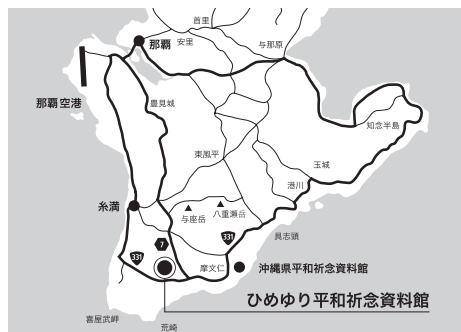 首里
那覇
安里
与那原
那覇空港
豊見城
知念半島
東風平
玉城
港川
糸満
与座岳
八重瀬岳
具志頭
331
7
331
摩文仁
沖縄県平和祈念資料館
ひめゆり平和祈念資料館
喜屋武岬
荒崎